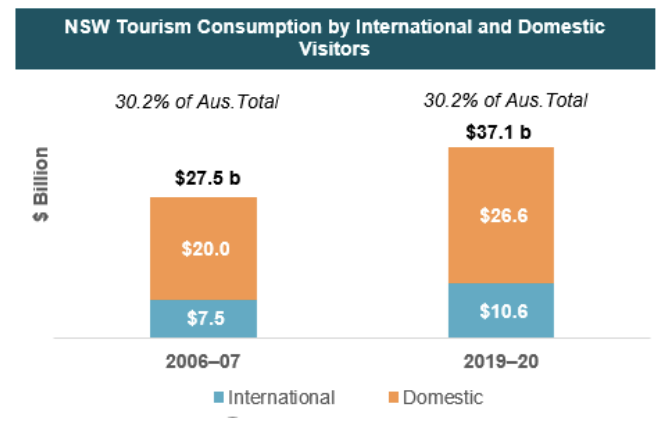 NSW Tourism Consumption by International and Domestic
Visitors
30.2% of Aus.Total
30.2% of Aus.Total
$37.1 b
$27.5 b
$ Billion
$26.6
$20.0
$10.6
$7.5
2006–07
2019–20
International
Domestic